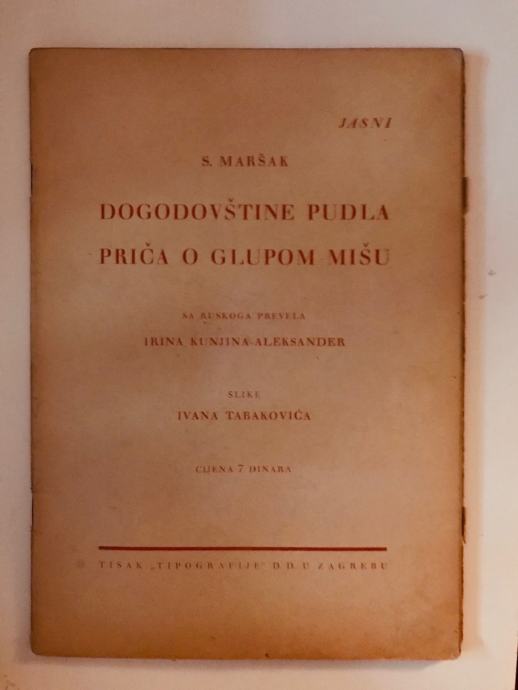 JASNI
S. MARŠAK
DOGODOVŠTINE PUDLA
PRIČA O GLUPOM MIŠU
SA RUSKOGA PREVELA
IRINA KUNJINA-ALEKSANDER
SLIKE
IVANA TABAKOVIĆA
CIJENA 7 DINARA
TISAK „TIPOGRAFIJE" D. D. U ZAGREBU